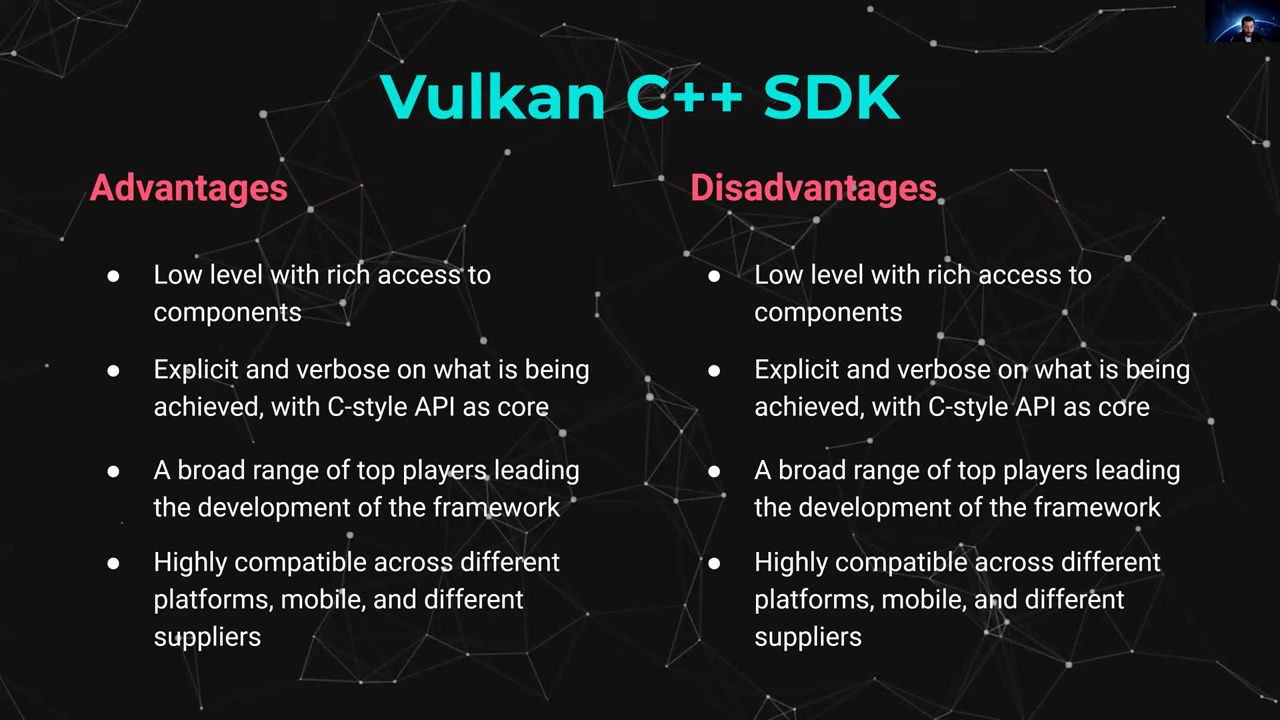 Vulkan C++ SDK
Advantages
● Low level with rich access to
components
● Explicit and verbose on what is being
achieved, with C-style API as core
● A broad range of top players leading
the development of the framework
● Highly compatible across different
platforms, mobile, and different
suppliers
Disadvantages
● Low level with rich access to
components
● Explicit and verbose on what is being
achieved, with C-style API as core
● A broad range of top players leading
the development of the framework
● Highly compatible across different
platforms, mobile, and different
suppliers